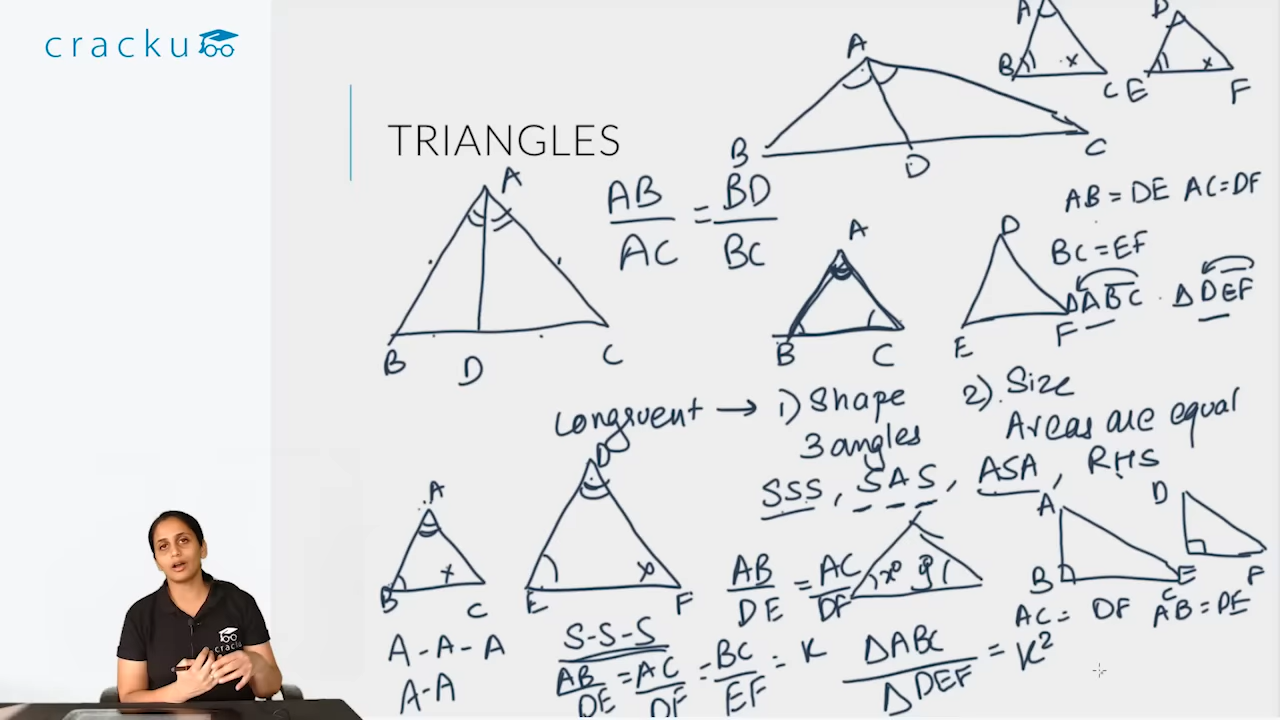 cracku
TRIANGLES
A
B
C
D
E
F
A
B
D
C
A
B
D
C
AB/AC = BD/BC
AB = DE AC = DF
BC = EF
A
B
C
D
E
F
ΔABC . ΔDEF
Congruent → 1) Shape
3 angles
2) Size
Areas are equal
SSS, SAS, ASA, RHS
A
B
C
D
E
F
AB/DE = AC/DF
x° y
A
B
C
D
E
F
AC = DF AB = DE
A-A-A
A-A
S-S-S
AB/DE = AC/DF = BC/EF = K
ΔABC/ΔDEF = K²
cracku